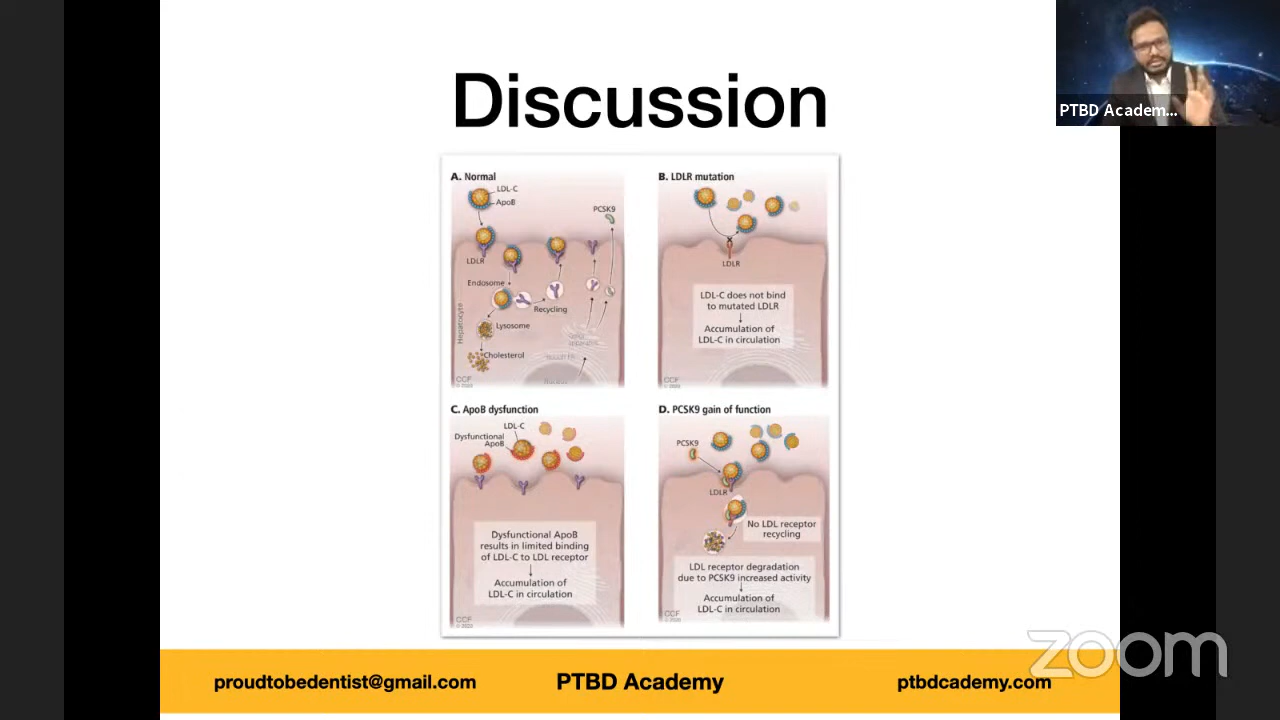 PTBD Academ...
Discussion
A. Normal
LDL-C
ApoB
PCSK9
LDLR
Endosome
Recycling
Hepatocyte
Lysosome
Cholesterol
Nucleus
CCF
B. LDLR mutation
LDLR
LDL-C does not bind
to mutated LDLR
Accumulation of
LDL-C in circulation
CCF
C. ApoB dysfunction
LDL-C
Dysfunctional
ApoB
Dysfunctional ApoB
results in limited binding
of LDL-C to LDL receptor
Accumulation of
LDL-C in circulation
CCF
D. PCSK9 gain of function
PCSK9
LDLR
No LDL receptor
recycling
LDL receptor degradation
due to PCSK9 increased activity
Accumulation of
LDL-C in circulation
CCF
zoom
proudtobedentist@gmail.com
PTBD Academy
ptbdcademy.com